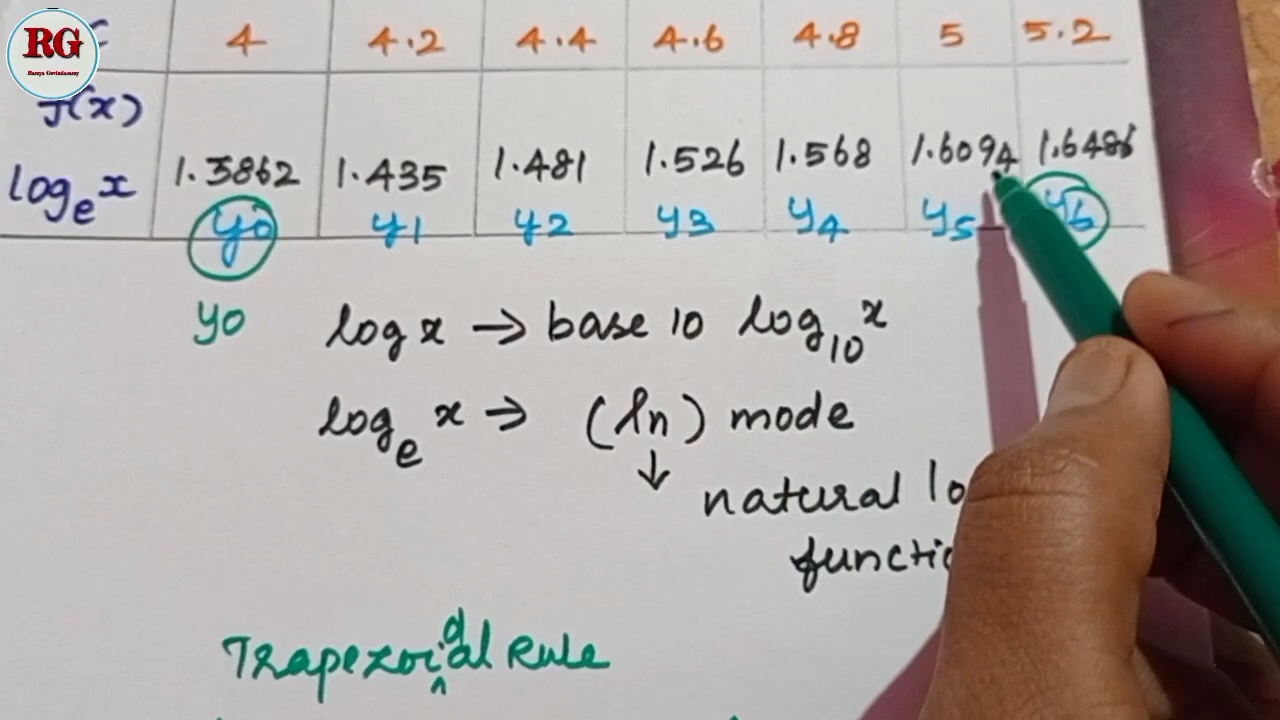 RG
Ramya Govindasamy
4 4.2 4.4 4.6 4.8 5 5.2
f(x)
logₑx 1.3862 1.435 1.481 1.526 1.568 1.6094 1.6486
y0 y1 y2 y3 y4 y5 y6
y0 log x → base 10 log₁₀x
logₑx → (ln) mode
↓
natural
Trapezoidal Rule